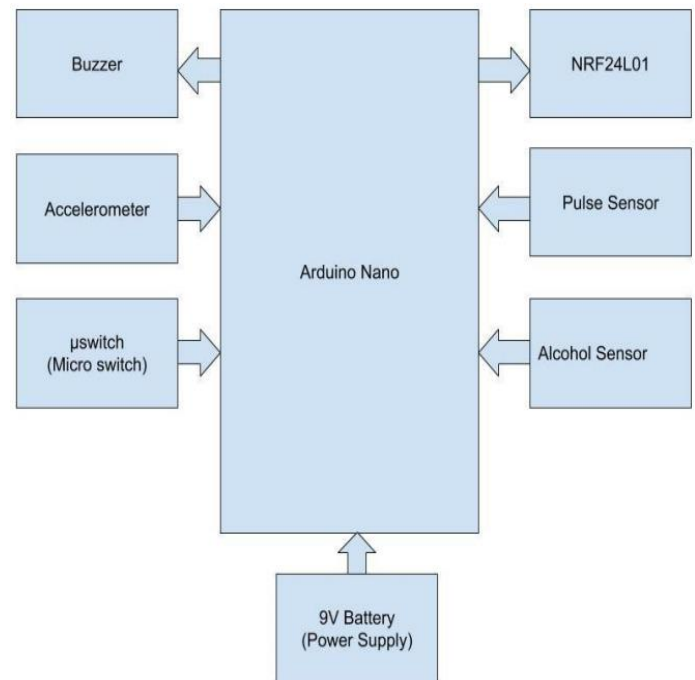 Buzzer
NRF24L01
Accelerometer
Pulse Sensor
Arduino Nano
µswitch
(Micro switch)
Alcohol Sensor
9V Battery
(Power Supply)